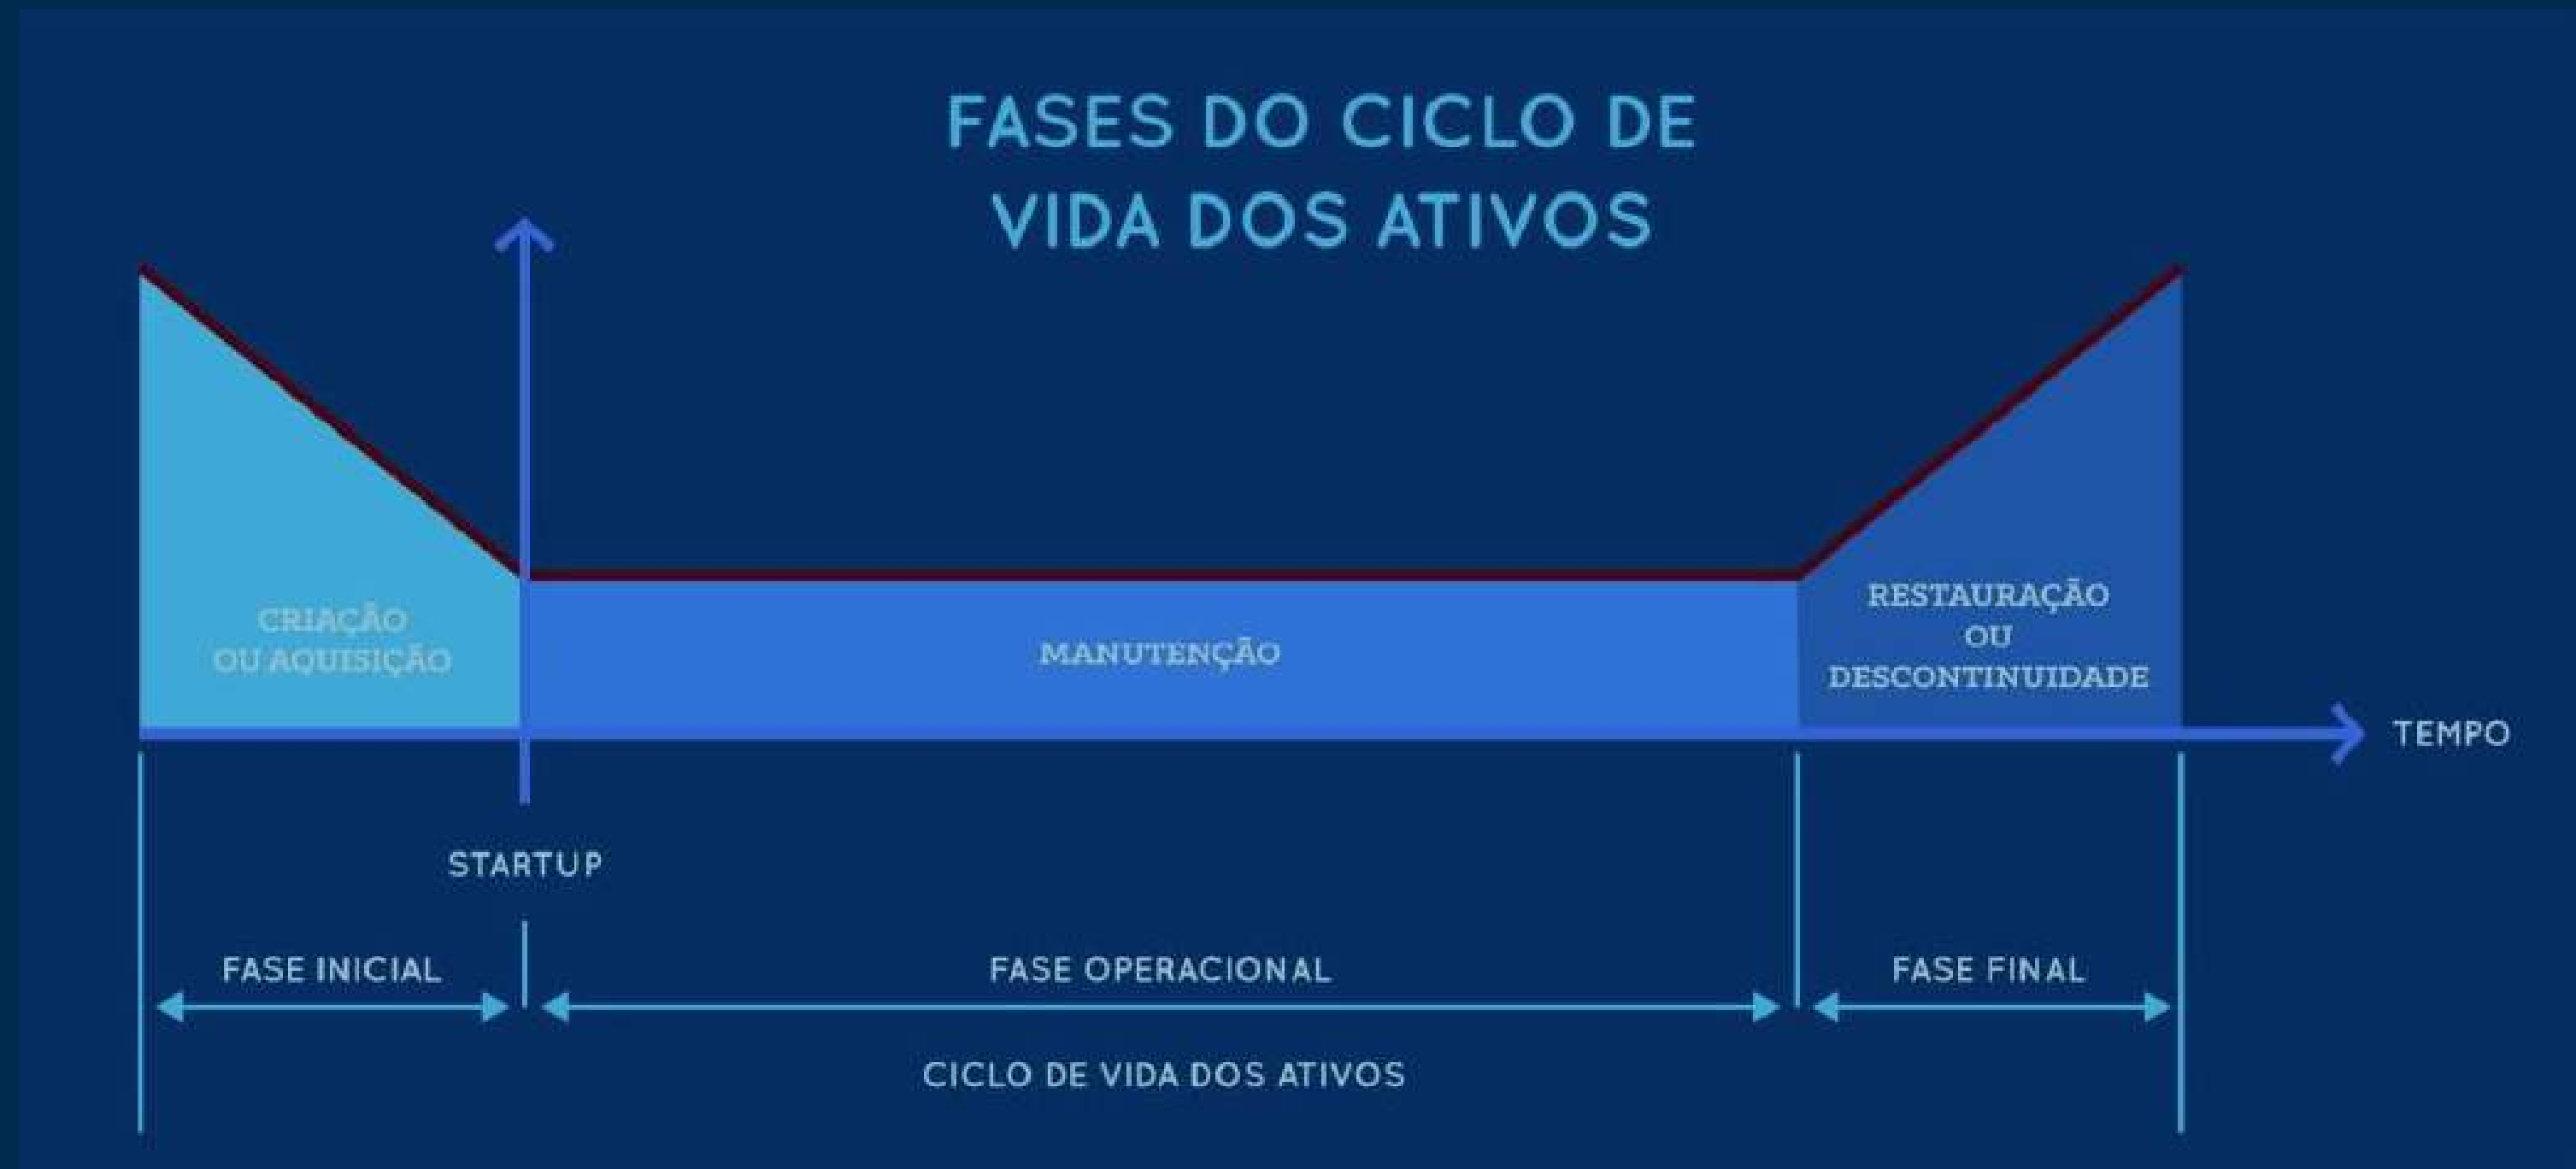 FASES DO CICLO DE
VIDA DOS ATIVOS
CRIAÇÃO
OU AQUISIÇÃO
MANUTENÇÃO
RESTAURAÇÃO
OU
DESCONTINUIDADE
TEMPO
STARTUP
FASE INICIAL
FASE OPERACIONAL
FASE FINAL
CICLO DE VIDA DOS ATIVOS